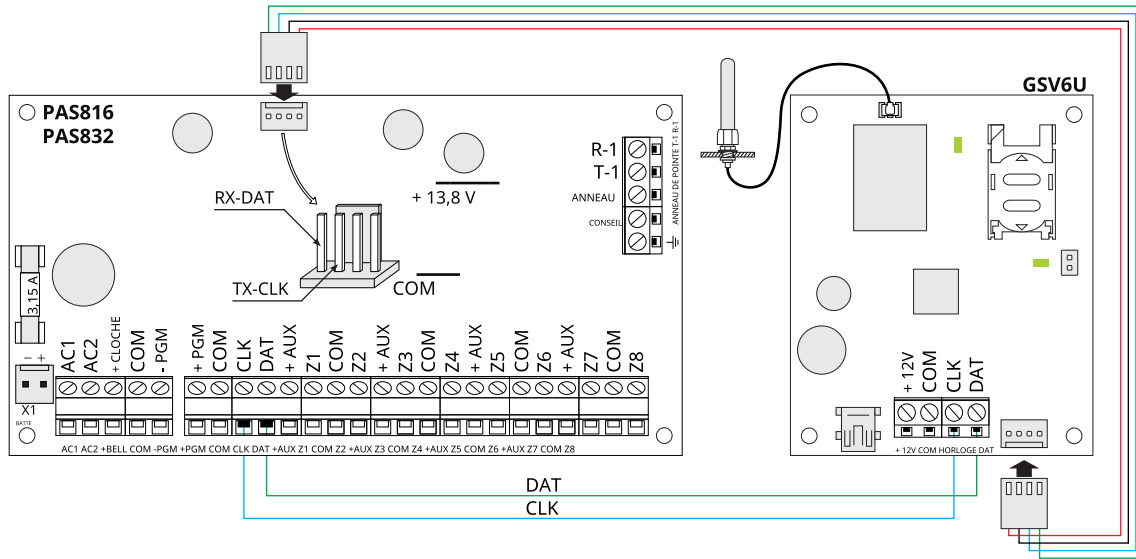 PAS816
PAS832
GSV6U
R-1
T-1
ANNEAU
CONSEIL
ANNEAU DE POINTE T-1 R-1
+ 13,8 V
RX-DAT
TX-CLK
COM
3,15 A
− +
X1
BATTE
AC1 AC2 + CLOCHE COM - PGM + PGM COM CLK DAT + AUX Z1 COM Z2 + AUX Z3 COM Z4 + AUX Z5 COM Z6 + AUX Z7 COM Z8
AC1 AC2 +BELL COM -PGM +PGM COM CLK DAT +AUX Z1 COM Z2 +AUX Z3 COM Z4 +AUX Z5 COM Z6 +AUX Z7 COM Z8
+ 12V COM CLK DAT
+ 12V COM HORLOGE DAT
DAT
CLK